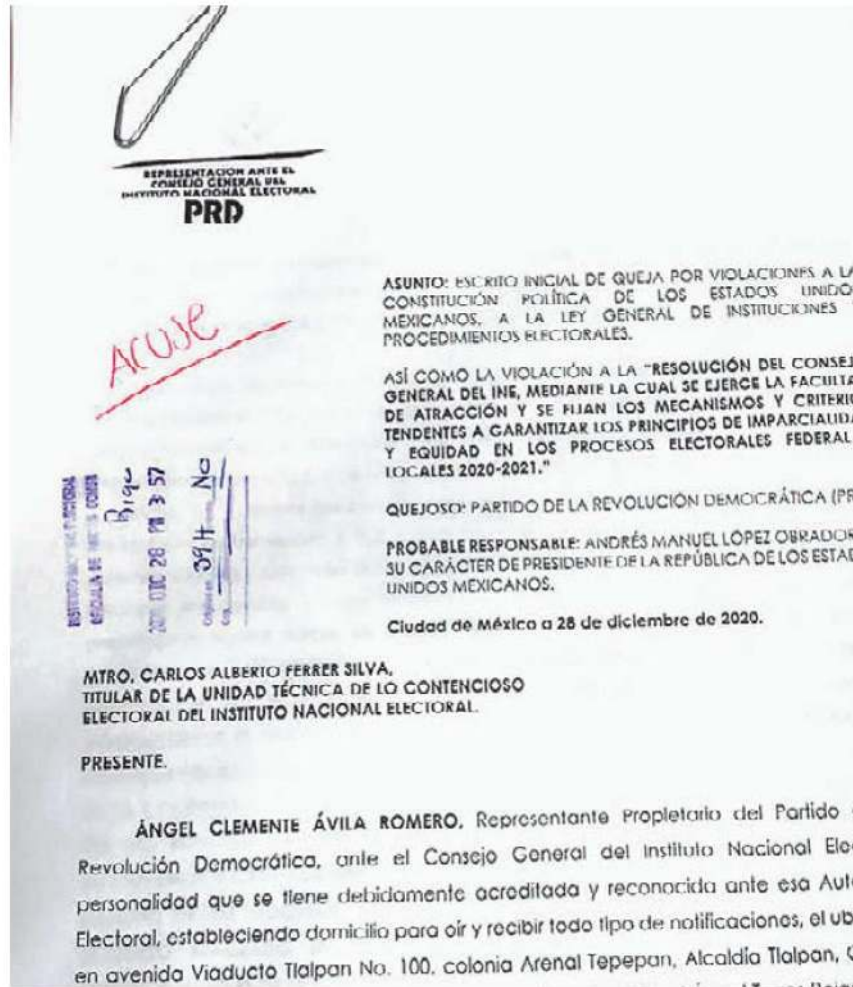 REPRESENTACIÓN ANTE EL
CONSEJO GENERAL DEL
INSTITUTO NACIONAL ELECTORAL
PRD
ASUNTO: ESCRITO INICIAL DE QUEJA POR VIOLACIONES A LA
CONSTITUCIÓN POLÍTICA DE LOS ESTADOS UNIDO
MEXICANOS, A LA LEY GENERAL DE INSTITUCIONES
PROCEDIMIENTOS ELECTORALES.
ACUSE
ASÍ COMO LA VIOLACIÓN A LA "RESOLUCIÓN DEL CONSEJ
GENERAL DEL INE, MEDIANTE LA CUAL SE EJERCE LA FACULTA
DE ATRACCIÓN Y SE FIJAN LOS MECANISMOS Y CRITERIO
TENDENTES A GARANTIZAR LOS PRINCIPIOS DE IMPARCIALIDA
Y EQUIDAD EN LOS PROCESOS ELECTORALES FEDERAL
LOCALES 2020-2021."
DIC 28 PM 3 57
39 H No
QUEJOSO: PARTIDO DE LA REVOLUCIÓN DEMOCRÁTICA (PR
PROBABLE RESPONSABLE: ANDRÉS MANUEL LÓPEZ OBRADOR
SU CARÁCTER DE PRESIDENTE DE LA REPÚBLICA DE LOS ESTAD
UNIDOS MEXICANOS.
Ciudad de México a 28 de diciembre de 2020.
MTRO. CARLOS ALBERTO FERRER SILVA,
TITULAR DE LA UNIDAD TÉCNICA DE LO CONTENCIOSO
ELECTORAL DEL INSTITUTO NACIONAL ELECTORAL.
PRESENTE.
ÁNGEL CLEMENTE ÁVILA ROMERO, Representante Propietario del Partido
Revolución Democrática, ante el Consejo General del Instituto Nacional Ele
personalidad que se tiene debidamente acreditada y reconocida ante esa Aut
Electoral, estableciendo domicilio para oír y recibir todo tipo de notificaciones, el ub
en avenida Viaducto Tlalpan No. 100, colonia Arenal Tepepan, Alcaldía Tlalpan, C